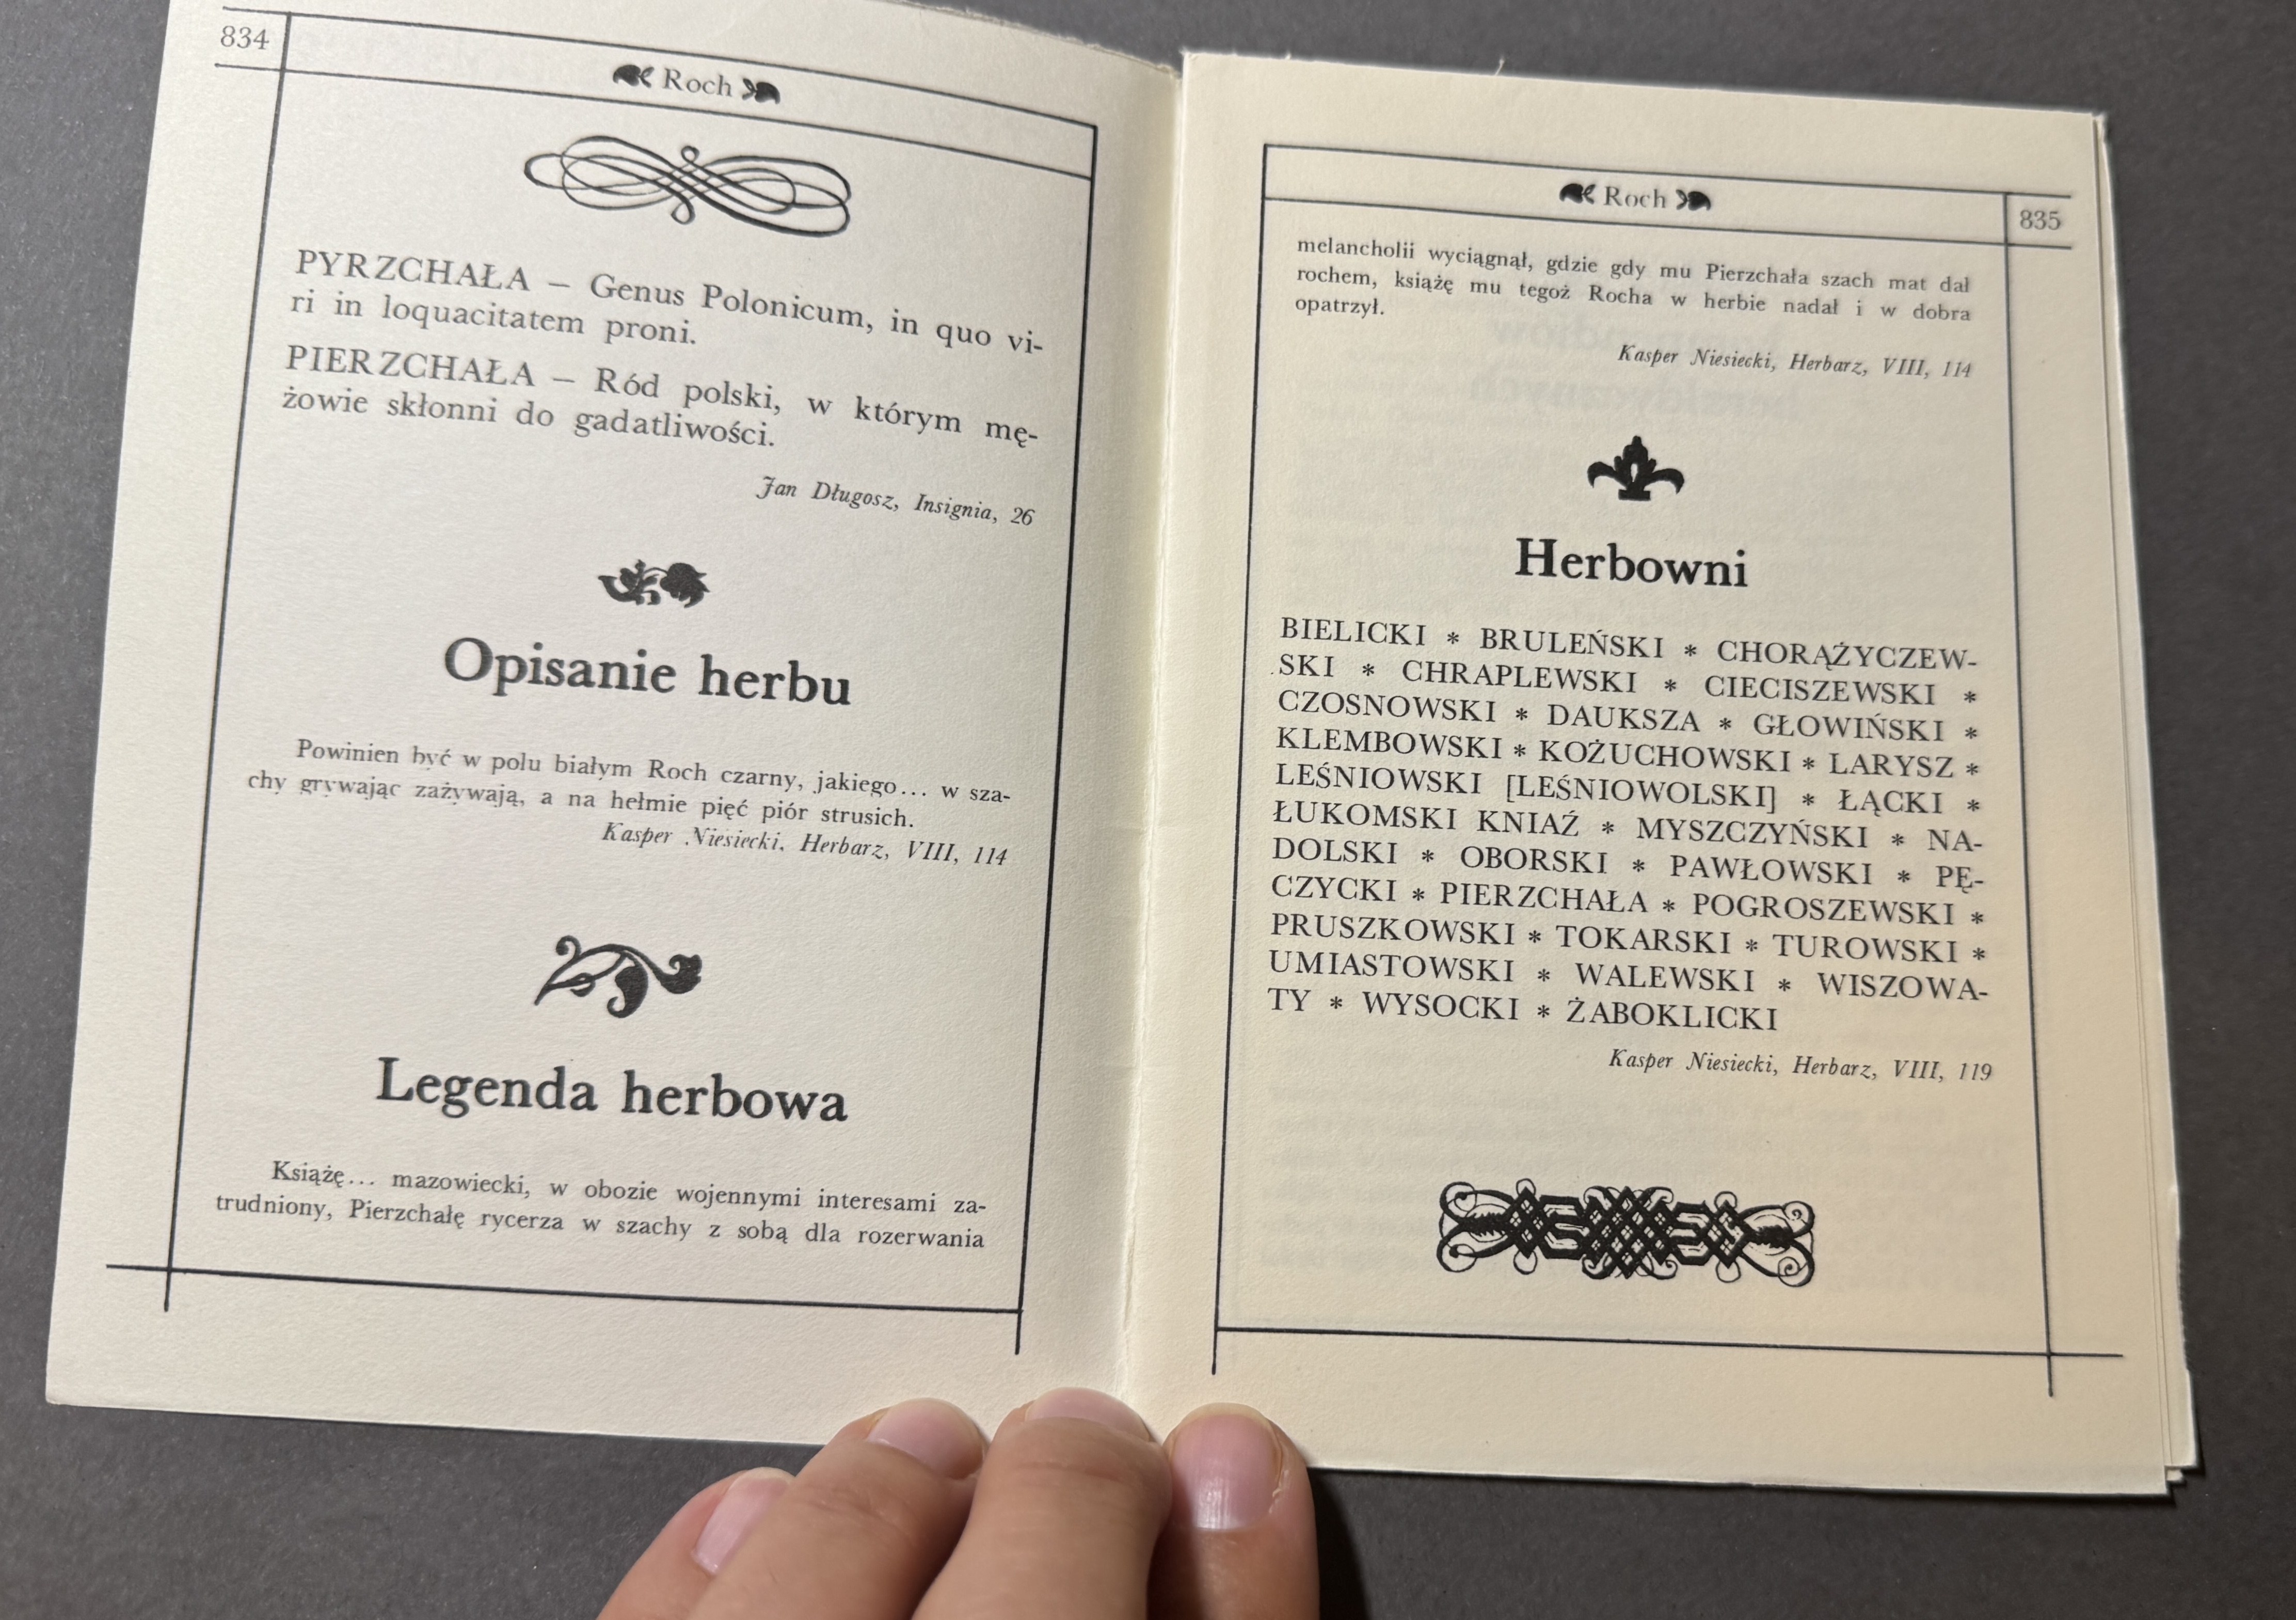 834
Roch
PYRZCHAŁA – Genus Polonicum, in quo vi-
ri in loquacitatem proni.
PIERZCHAŁA – Ród polski, w którym mę-
żowie skłonni do gadatliwości.
Jan Długosz, Insignia, 26
Opisanie herbu
Powinien być w polu białym Roch czarny, jakiego... w sza-
chy grywając zażywają, a na hełmie pięć piór strusich.
Kasper Niesiecki, Herbarz, VIII, 114
Legenda herbowa
Książę... mazowiecki, w obozie wojennymi interesami za-
trudniony, Pierzchałę rycerza w szachy z sobą dla rozerwania
Roch
835
melancholii wyciągnął, gdzie gdy mu Pierzchała szach mat dał
rochem, książę mu tegoż Rocha w herbie nadał i w dobra
opatrzył.
Kasper Niesiecki, Herbarz, VIII, 114
Herbowni
BIELICKI * BRULEŃSKI * CHORĄŻYCZEW-
SKI * CHRAPLEWSKI * CIECISZEWSKI *
CZOSNOWSKI * DAUKSZA * GŁOWIŃSKI *
KLEMBOWSKI * KOŻUCHOWSKI * LARYSZ *
LEŚNIOWSKI [LEŚNIOWOLSKI] * ŁĄCKI *
ŁUKOMSKI KNIAŹ * MYSZCZYŃSKI * NA-
DOLSKI * OBORSKI * PAWŁOWSKI * PĘ-
CZYCKI * PIERZCHAŁA * POGROSZEWSKI *
PRUSZKOWSKI * TOKARSKI * TUROWSKI *
UMIASTOWSKI * WALEWSKI * WISZOWA-
TY * WYSOCKI * ŻABOKLICKI
Kasper Niesiecki, Herbarz, VIII, 119